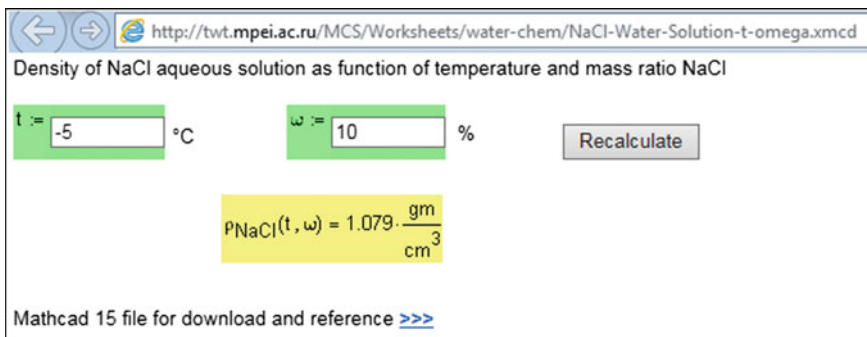 http://twt.mpei.ac.ru/MCS/Worksheets/water-chem/NaCl-Water-Solution-t-omega.xmcd
Density of NaCl aqueous solution as function of temperature and mass ratio NaCl
t := -5 °C ω := 10 % Recalculate
ρNaCl(t,ω) = 1.079· gm/cm³
Mathcad 15 file for download and reference >>>